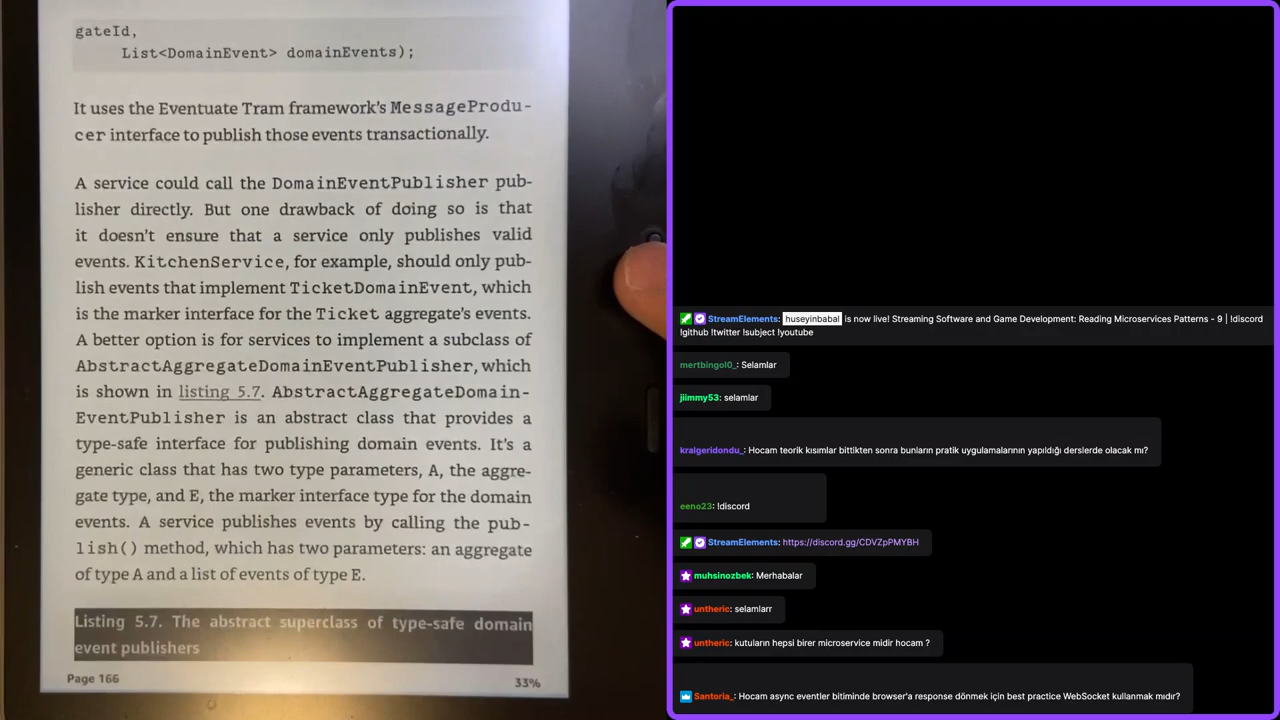 gateId,
List<DomainEvent> domainEvents);
It uses the Eventuate Tram framework's MessageProdu-
cer interface to publish those events transactionally.
A service could call the DomainEventPublisher pub-
lisher directly. But one drawback of doing so is that
it doesn't ensure that a service only publishes valid
events. KitchenService, for example, should only pub-
lish events that implement TicketDomainEvent, which
is the marker interface for the Ticket aggregate's events.
A better option is for services to implement a subclass of
AbstractAggregateDomainEventPublisher, which
is shown in listing 5.7. AbstractAggregateDomain-
EventPublisher is an abstract class that provides a
type-safe interface for publishing domain events. It's a
generic class that has two type parameters, A, the aggre-
gate type, and E, the marker interface type for the domain
events. A service publishes events by calling the pub-
lish() method, which has two parameters: an aggregate
of type A and a list of events of type E.
Listing 5.7. The abstract superclass of type-safe domain
event publishers
Page 166
33%
StreamElements: huseyinbabal is now live! Streaming Software and Game Development: Reading Microservices Patterns - 9 | !discord
!github !twitter !subject !youtube
mertbingol0_: Selamlar
jiimmy53: selamlar
kralgeridondu_: Hocam teorik kısımlar bittikten sonra bunların pratik uygulamalarının yapıldığı derslerde olacak mı?
eeno23: !discord
StreamElements: https://discord.gg/CDVZpPMYBH
muhsinozbek: Merhabalar
untheric: selamlarr
untheric: kutuların hepsi birer microservice midir hocam ?
Santoria_: Hocam async eventler bitiminde browser'a response dönmek için best practice WebSocket kullanmak mıdır?